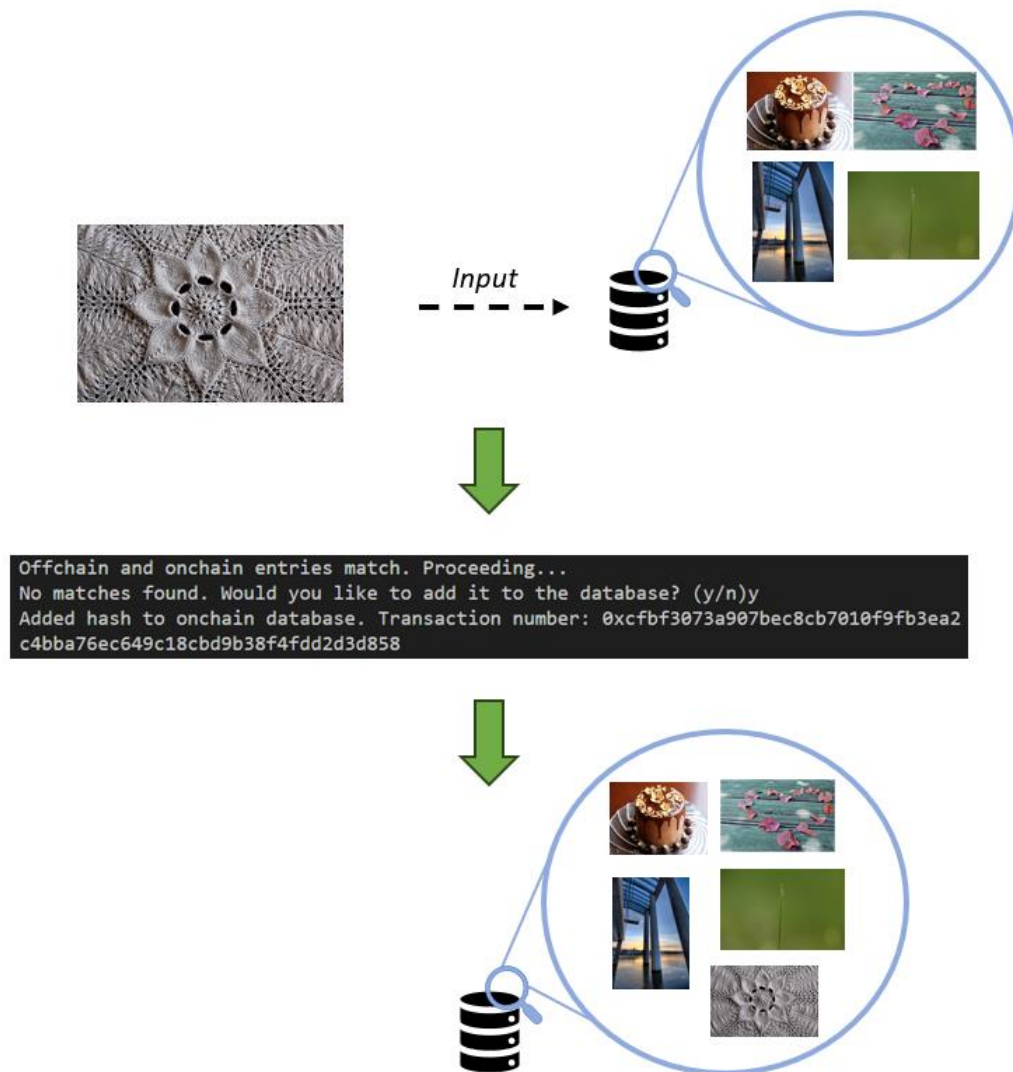 Input
Offchain and onchain entries match. Proceeding...
No matches found. Would you like to add it to the database? (y/n)y
Added hash to onchain database. Transaction number: 0xcfbf3073a907bec8cb7010f9fb3ea2
c4bba76ec649c18cbd9b38f4fdd2d3d858